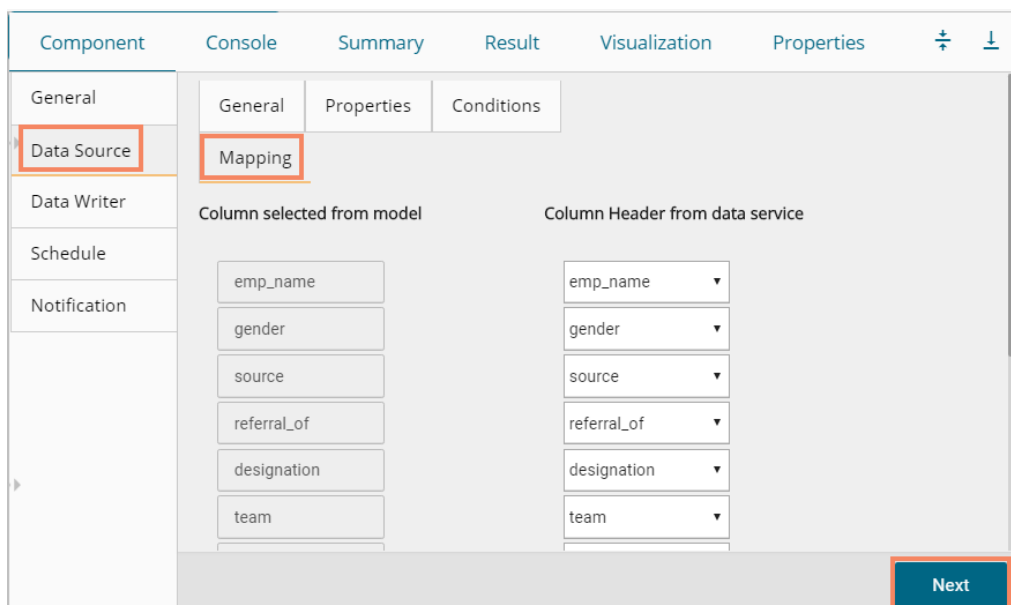 Component Console Summary Result Visualization Properties
General
Data Source
Data Writer
Schedule
Notification
General Properties Conditions
Mapping
Column selected from model Column Header from data service
emp_name emp_name
gender gender
source source
referral_of referral_of
designation designation
team team
Next